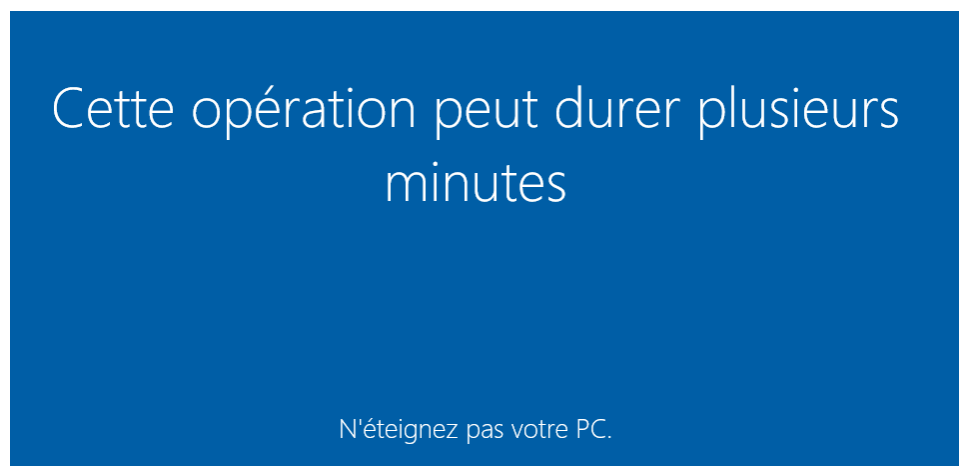 Cette opération peut durer plusieurs
minutes
N'éteignez pas votre PC.